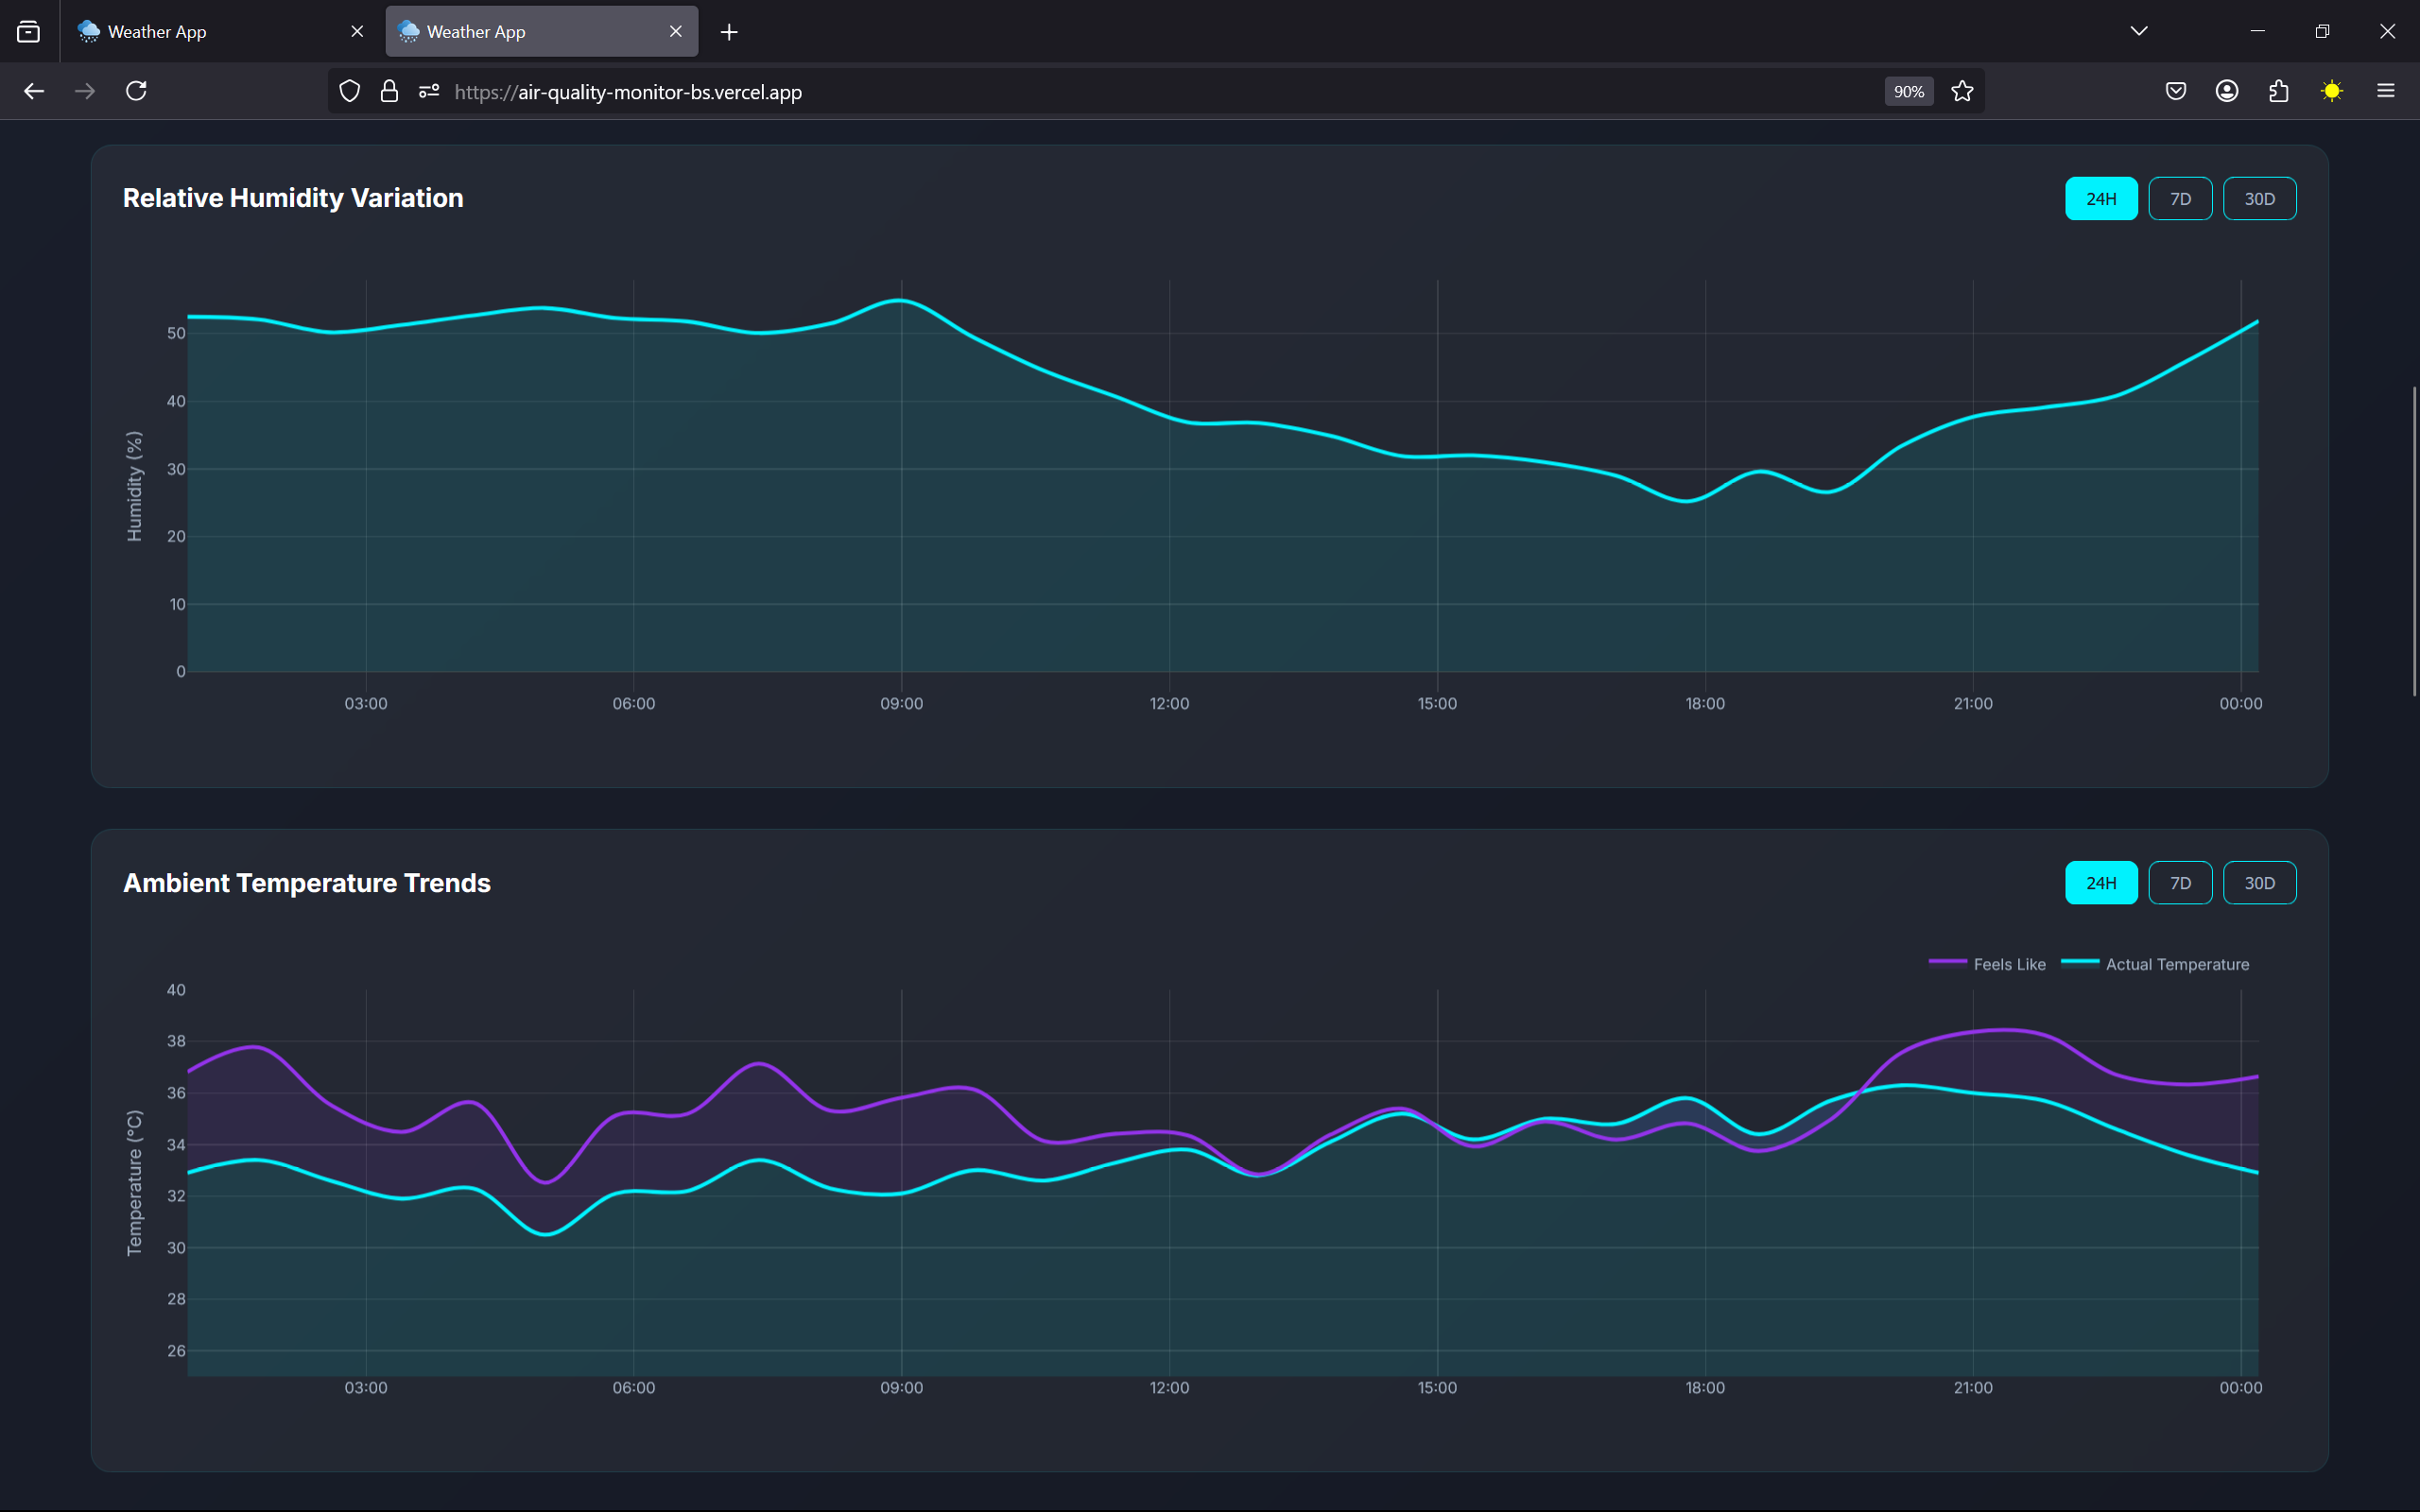 Weather App
Weather App
https://air-quality-monitor-bs.vercel.app
90%
Relative Humidity Variation
24H 7D 30D
Humidity (%)
50
40
30
20
10
0
03:00 06:00 09:00 12:00 15:00 18:00 21:00 00:00
Ambient Temperature Trends
24H 7D 30D
Feels Like Actual Temperature
Temperature (°C)
40
38
36
34
32
30
28
26
03:00 06:00 09:00 12:00 15:00 18:00 21:00 00:00